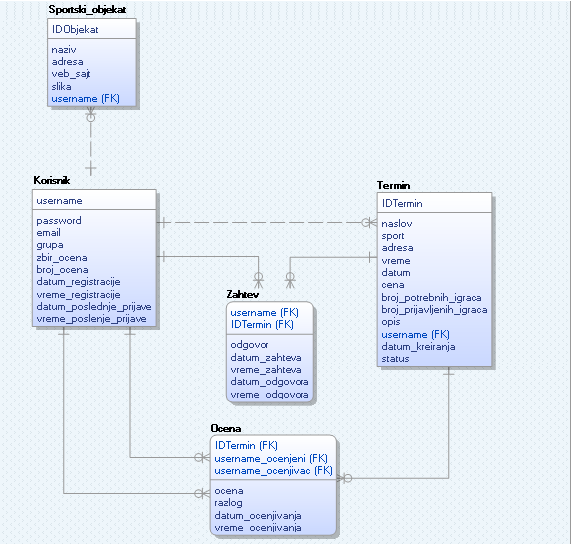 Sportski_objekat
IDObjekat
naziv
adresa
veb_sajt
slika
username (FK)
Korisnik
username
password
email
grupa
zbir_ocena
broj_ocena
datum_registracije
vreme_registracije
datum_poslednje_prijave
vreme_poslenje_prijave
Termin
IDTermin
naslov
sport
adresa
vreme
datum
cena
broj_potrebnih_igraca
broj_prijavljenih_igraca
opis
username (FK)
datum_kreiranja
status
Zahtev
username (FK)
IDTermin (FK)
odgovor
datum_zahteva
vreme_zahteva
datum_odgovora
vreme_odgovora
Ocena
IDTermin (FK)
username_ocenjeni (FK)
username_ocenjivac (FK)
ocena
razlog
datum_ocenjivanja
vreme_ocenjivanja